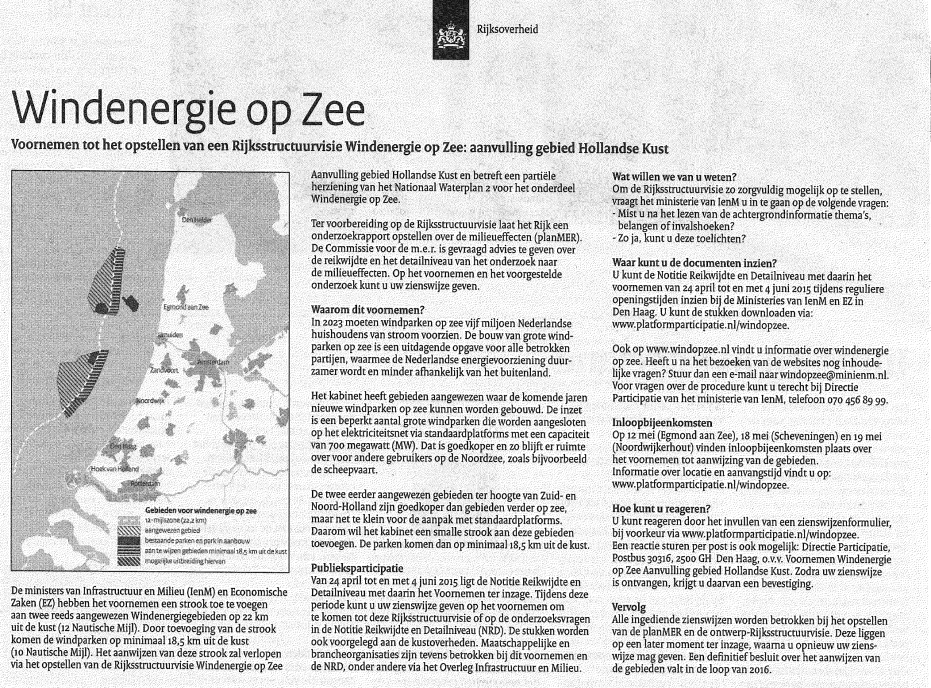 Rijksoverheid
Windenergie op Zee
Voornemen tot het opstellen van een Rijksstructuurvisie Windenergie op Zee: aanvulling gebied Hollandse Kust
Den Helder
Egmond aan Zee
IJmuiden
Zandvoort
Amsterdam
Noordwijk
Den Haag
Hoek van Holland
Rotterdam
Gebieden voor windenergie op zee
12-mijlszone (22,2 km)
aangewezen gebied
bestaande parken en park in aanbouw
aan te wijzen gebieden minimaal 18,5 km uit de kust
mogelijke uitbreiding hiervan
De ministers van Infrastructuur en Milieu (IenM) en Economische
Zaken (EZ) hebben het voornemen een strook toe te voegen
aan twee reeds aangewezen Windenergiegebieden op 22 km
uit de kust (12 Nautische Mijl). Door toevoeging van de strook
komen de windparken op minimaal 18,5 km uit de kust
(10 Nautische Mijl). Het aanwijzen van deze strook zal verlopen
via het opstellen van de Rijksstructuurvisie Windenergie op Zee
Aanvulling gebied Hollandse Kust en betreft een partiële
herziening van het Nationaal Waterplan 2 voor het onderdeel
Windenergie op Zee.
Ter voorbereiding op de Rijksstructuurvisie laat het Rijk een
onderzoekrapport opstellen over de milieueffecten (planMER).
De Commissie voor de m.e.r. is gevraagd advies te geven over
de reikwijdte en het detailniveau van het onderzoek naar
de milieueffecten. Op het voornemen en het voorgestelde
onderzoek kunt u uw zienswijze geven.
Waarom dit voornemen?
In 2023 moeten windparken op zee vijf miljoen Nederlandse
huishoudens van stroom voorzien. De bouw van grote wind-
parken op zee is een uitdagende opgave voor alle betrokken
partijen, waarmee de Nederlandse energievoorziening duur-
zamer wordt en minder afhankelijk van het buitenland.
Het kabinet heeft gebieden aangewezen waar de komende jaren
nieuwe windparken op zee kunnen worden gebouwd. De inzet
is een beperkt aantal grote windparken die worden aangesloten
op het elektriciteitsnet via standaardplatforms met een capaciteit
van 700 megawatt (MW). Dat is goedkoper en zo blijft er ruimte
over voor andere gebruikers op de Noordzee, zoals bijvoorbeeld
de scheepvaart.
De twee eerder aangewezen gebieden ter hoogte van Zuid- en
Noord-Holland zijn goedkoper dan gebieden verder op zee,
maar net te klein voor de aanpak met standaardplatforms.
Daarom wil het kabinet een smalle strook aan deze gebieden
toevoegen. De parken komen dan op minimaal 18,5 km uit de kust.
Publieksparticipatie
Van 24 april tot en met 4 juni 2015 ligt de Notitie Reikwijdte en
Detailniveau met daarin het Voornemen ter inzage. Tijdens deze
periode kunt u uw zienswijze geven op het voornemen om
te komen tot deze Rijksstructuurvisie of op de onderzoeksvragen
in de Notitie Reikwijdte en Detailniveau (NRD). De stukken worden
ook voorgelegd aan de kustoverheden. Maatschappelijke en
brancheorganisaties zijn tevens betrokken bij dit voornemen en
de NRD, onder andere via het Overleg Infrastructuur en Milieu.
Wat willen we van u weten?
Om de Rijksstructuurvisie zo zorgvuldig mogelijk op te stellen,
vraagt het ministerie van IenM u in te gaan op de volgende vragen:
- Mist u na het lezen van de achtergrondinformatie thema's,
belangen of invalshoeken?
- Zo ja, kunt u deze toelichten?
Waar kunt u de documenten inzien?
U kunt de Notitie Reikwijdte en Detailniveau met daarin het
voornemen van 24 april tot en met 4 juni 2015 tijdens reguliere
openingstijden inzien bij de Ministeries van IenM en EZ in
Den Haag. U kunt de stukken downloaden via:
www.platformparticipatie.nl/windopzee.
Ook op www.windopzee.nl vindt u informatie over windenergie
op zee. Heeft u na het bezoeken van de websites nog inhoude-
lijke vragen? Stuur dan een e-mail naar windopzee@minienm.nl.
Voor vragen over de procedure kunt u terecht bij Directie
Participatie van het ministerie van IenM, telefoon 070 456 89 99.
Inloopbijeenkomsten
Op 12 mei (Egmond aan Zee), 18 mei (Scheveningen) en 19 mei
(Noordwijkerhout) vinden inloopbijeenkomsten plaats over
het voornemen tot aanwijzing van de gebieden.
Informatie over locatie en aanvangstijd vindt u op:
www.platformparticipatie.nl/windopzee.
Hoe kunt u reageren?
U kunt reageren door het invullen van een zienswijzenformulier,
bij voorkeur via www.platformparticipatie.nl/windopzee.
Een reactie sturen per post is ook mogelijk: Directie Participatie,
Postbus 30316, 2500 GH Den Haag, o.v.v. Voornemen Windenergie
op Zee Aanvulling gebied Hollandse Kust. Zodra uw zienswijze
is ontvangen, krijgt u daarvan een bevestiging.
Vervolg
Alle ingediende zienswijzen worden betrokken bij het opstellen
van de planMER en de ontwerp-Rijksstructuurvisie. Deze liggen
op een later moment ter inzage, waarna u opnieuw uw ziens-
wijze mag geven. Een definitief besluit over het aanwijzen van
de gebieden valt in de loop van 2016.